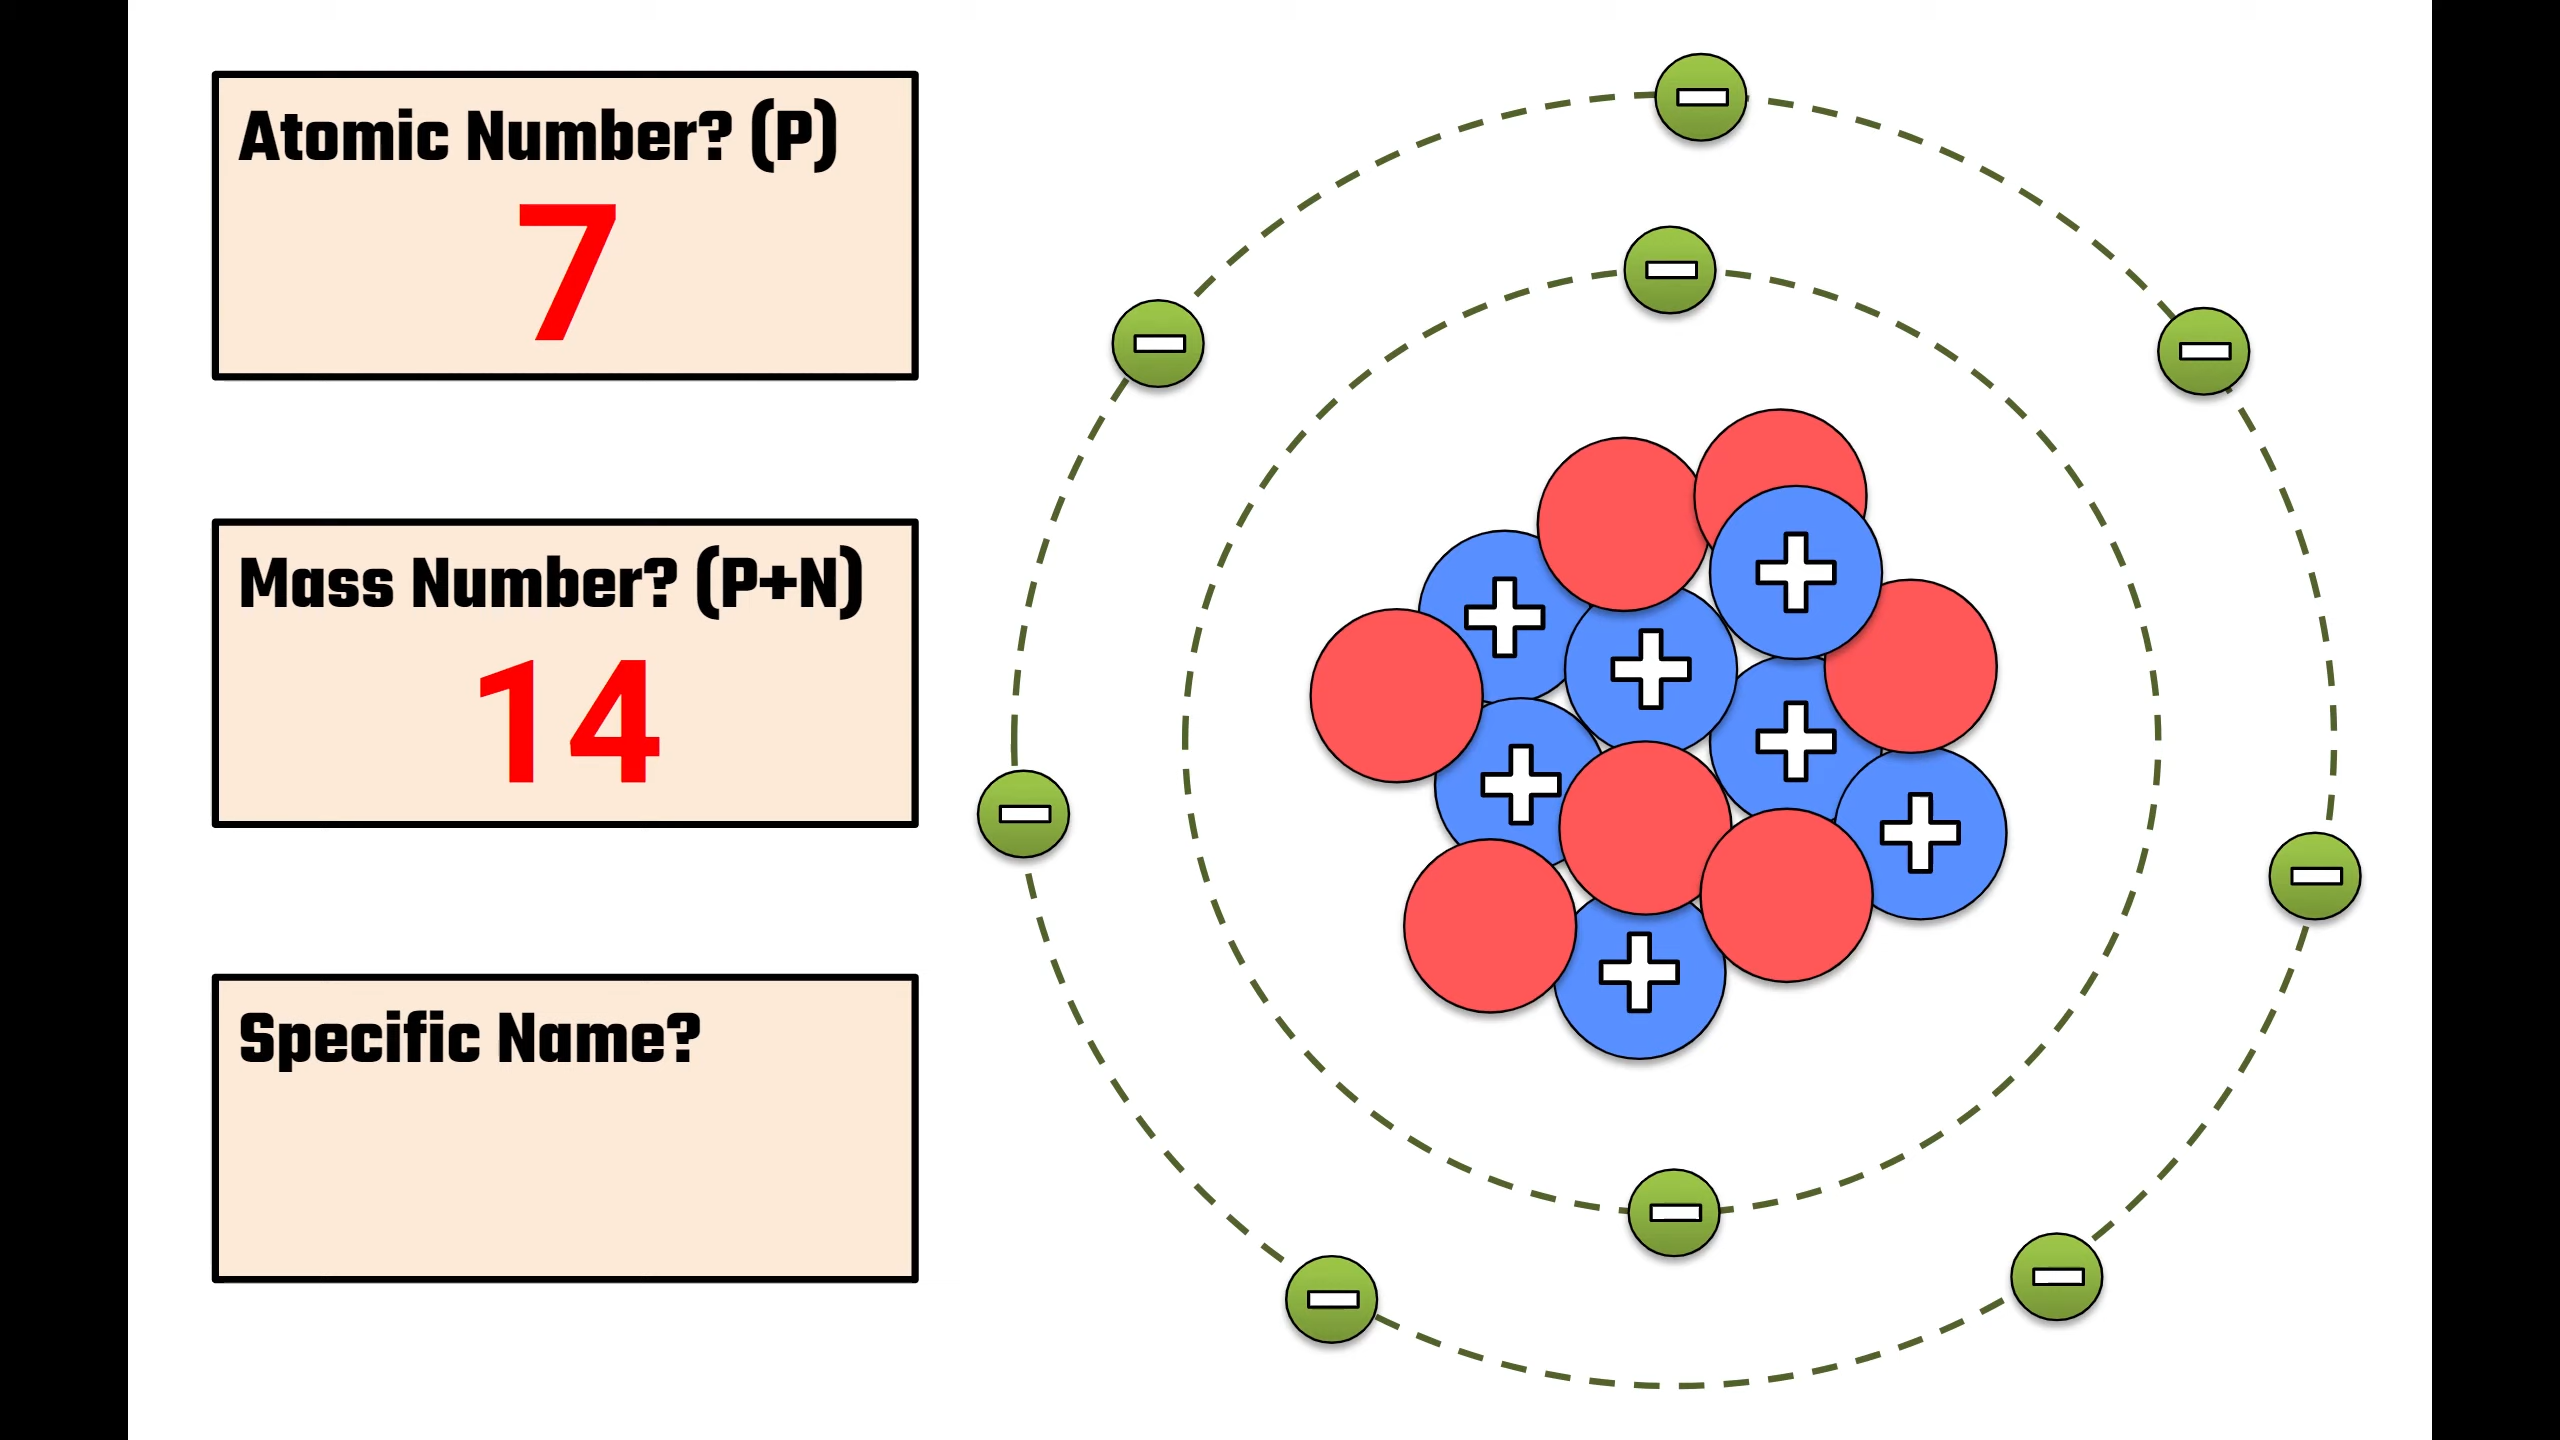 Atomic Number? (P)
7
Mass Number? (P+N)
14
Specific Name?